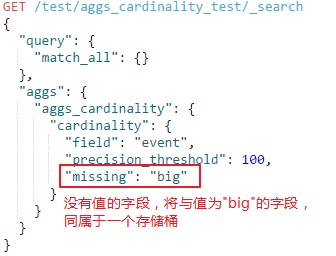 GET /test/aggs_cardinality_test/_search
{
  "query": {
    "match_all": {}
  },
  "aggs": {
    "aggs_cardinality": {
      "cardinality": {
        "field": "event",
        "precision_threshold": 100,
        "missing": "big"
      }
没有值的字段，将与值为"big"的字段，
    }
同属于一个存储桶
  }
}